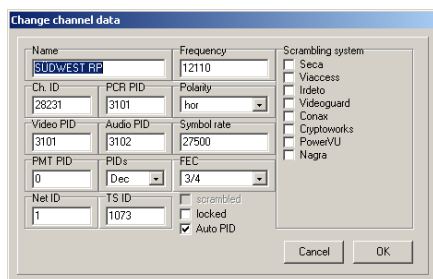 Change channel data
Name
Frequency
Scrambling system
SÜDWEST RP
12110
Seca
Viaccess
Irdeto
Videoguard
Conax
Cryptoworks
PowerVU
Nagra
Ch. ID
PCR PID
Polarity
28231
3101
hor
Video PID
Audio PID
Symbol rate
3101
3102
27500
PMT PID
PIDs
FEC
0
Dec
3/4
Net ID
TS ID
scrambled
1
1073
locked
Auto PID
Cancel
OK